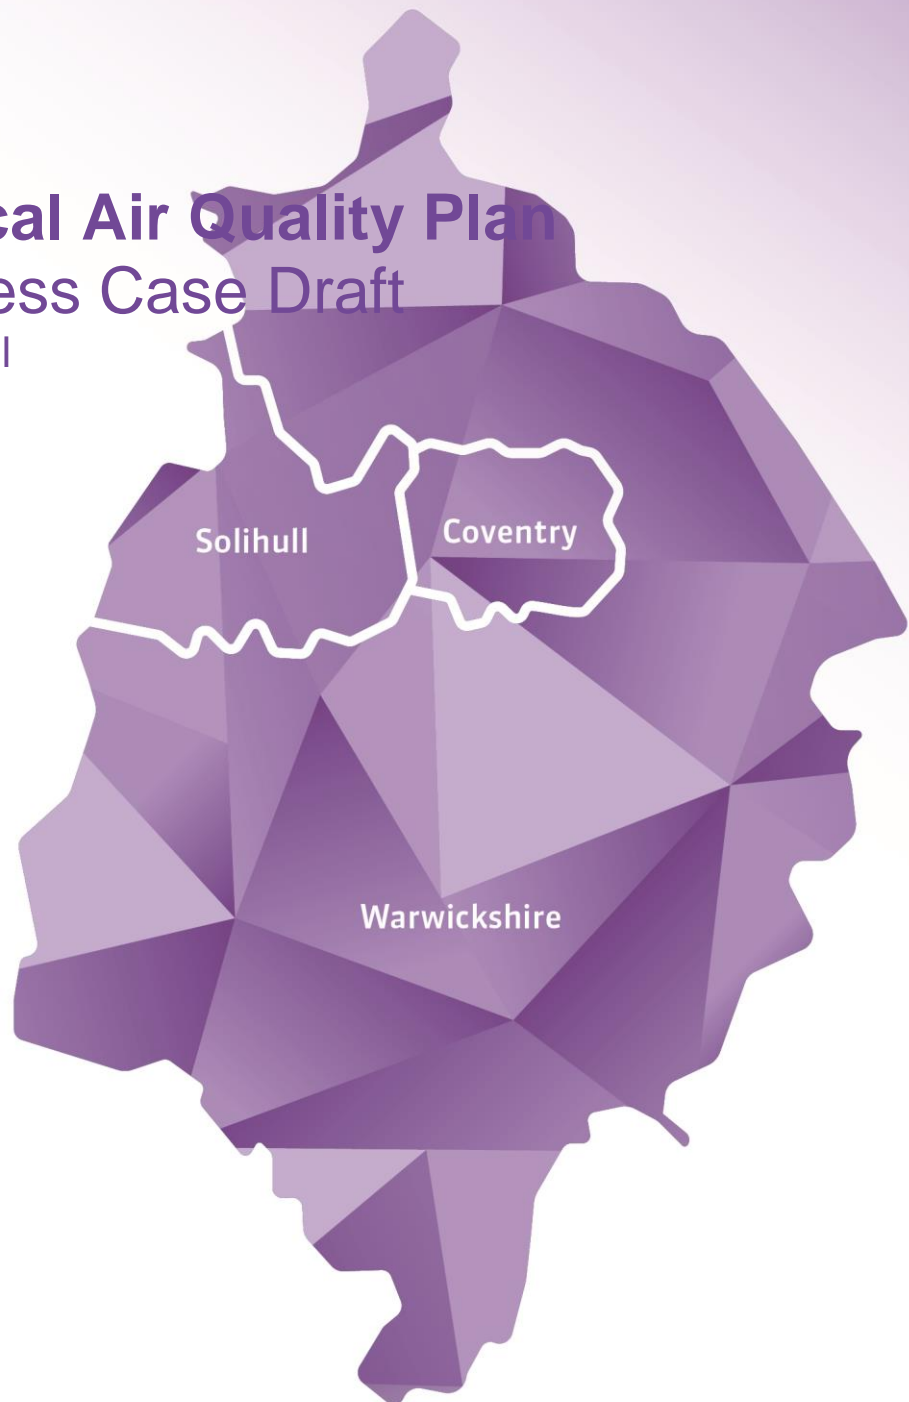 cal Air Quality Plan
ess Case Draft
l
Solihull
Coventry
Warwickshire